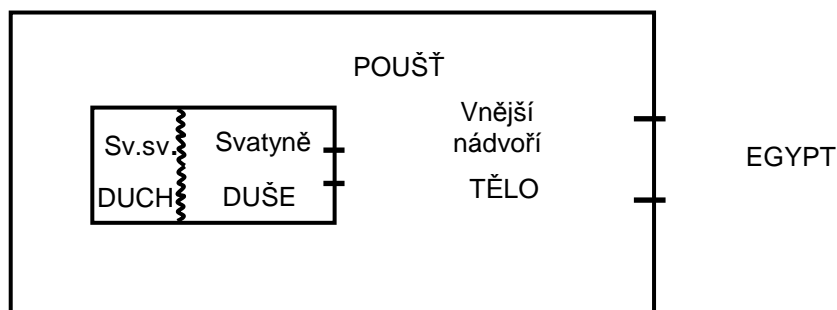 POUŠŤ
Vnější
nádvoří
Sv.sv.
Svatyně
EGYPT
DUCH
DUŠE
TĚLO